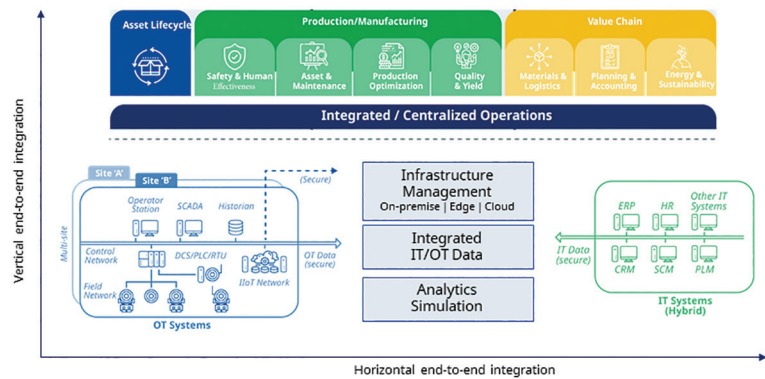 Asset Lifecycle
Production/Manufacturing
Value Chain
Safety & Human
Effectiveness
Asset &
Maintenance
Production
Optimization
Quality
& Yield
Materials &
Logistics
Planning &
Accounting
Energy &
Sustainability
Integrated / Centralized Operations
Vertical end-to-end integration
Site 'A'
Site 'B'
(Secure)
Multi-site
Operator
Station
SCADA
Historian
Control
Network
DCS/PLC/RTU
OT Data
(secure)
Field
Network
IIoT Network
OT Systems
Infrastructure
Management
On-premise | Edge | Cloud
Integrated
IT/OT Data
Analytics
Simulation
ERP
HR
Other IT
Systems
IT Data
(secure)
CRM
SCM
PLM
IT Systems
(Hybrid)
Horizontal end-to-end integration